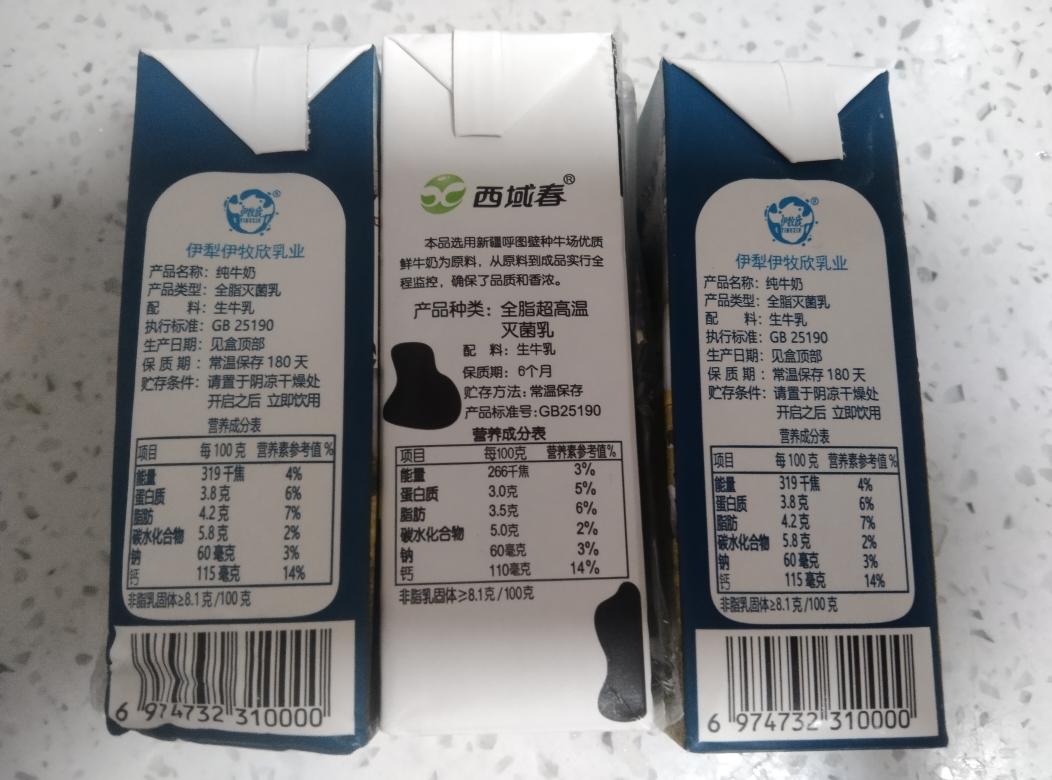 伊牧欣
YIMUXIN
®
伊犁伊牧欣乳业
产品名称：纯牛奶
产品类型：全脂灭菌乳
配 料：生牛乳
执行标准：GB 25190
生产日期：见盒顶部
保 质 期 ：常温保存 180 天
贮存条件：请置于阴凉干燥处
开启之后 立即饮用
营养成分表
项目 每 100 克 营养素参考值 %
能量 319 千焦 4%
蛋白质 3.8 克 6%
脂肪 4.2 克 7%
碳水化合物 5.8 克 2%
钠 60 毫克 3%
钙 115 毫克 14%
非脂乳固体≥8.1 克 /100 克
6 974732 310000
西域春®
本品选用新疆呼图壁种牛场优质
鲜牛奶为原料，从原料到成品实行全
程监控，确保了品质和香浓。
产品种类：全脂超高温
灭菌乳
配 料：生牛乳
保质期：6个月
贮存方法：常温保存
产品标准号：GB25190
营养成分表
项目 每100克 营养素参考值%
能量 266千焦 3%
蛋白质 3.0克 5%
脂肪 3.5克 6%
碳水化合物 5.0克 2%
钠 60毫克 3%
钙 110毫克 14%
非脂乳固体≥8.1克/100克
伊牧欣
YIMUXIN
®
伊犁伊牧欣乳业
产品名称：纯牛奶
产品类型：全脂灭菌乳
配 料：生牛乳
执行标准：GB 25190
生产日期：见盒顶部
保 质 期 ：常温保存 180 天
贮存条件：请置于阴凉干燥处
开启之后 立即饮用
营养成分表
项目 每 100 克 营养素参考值%
能量 319 千焦 4%
蛋白质 3.8 克 6%
脂肪 4.2 克 7%
碳水化合物 5.8 克 2%
钠 60 毫克 3%
钙 115 毫克 14%
非脂乳固体≥8.1 克 /100 克
6 974732 310000